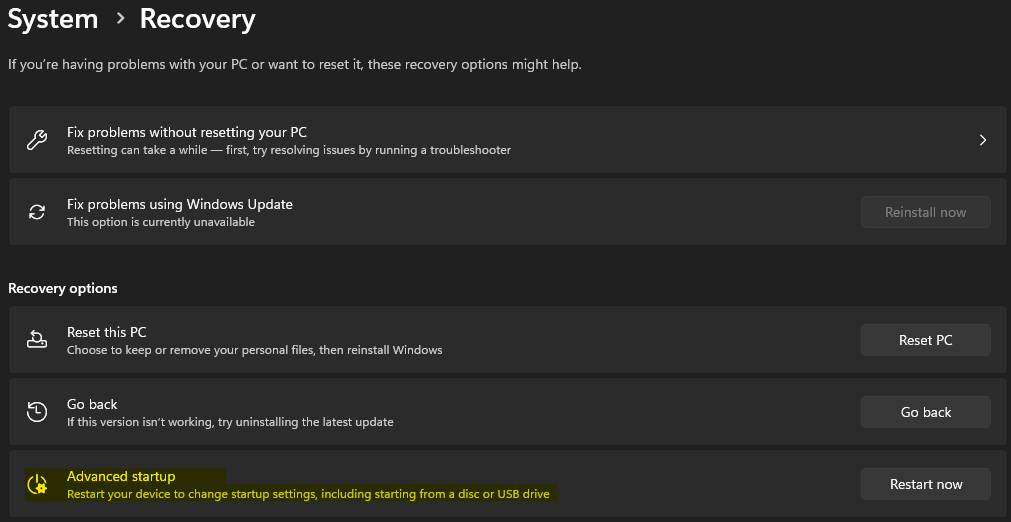 System > Recovery
If you're having problems with your PC or want to reset it, these recovery options might help.
Fix problems without resetting your PC
Resetting can take a while — first, try resolving issues by running a troubleshooter
Fix problems using Windows Update
This option is currently unavailable
Reinstall now
Recovery options
Reset this PC
Choose to keep or remove your personal files, then reinstall Windows
Reset PC
Go back
If this version isn't working, try uninstalling the latest update
Go back
Advanced startup
Restart your device to change startup settings, including starting from a disc or USB drive
Restart now